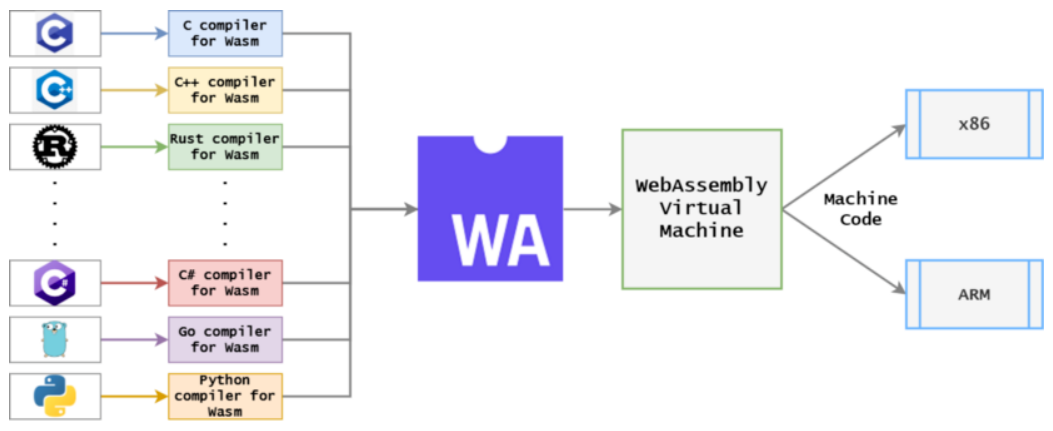 C
C compiler
for Wasm
C++
C++ compiler
for Wasm
R
Rust compiler
for Wasm
C#
C# compiler
for Wasm
Go compiler
for Wasm
Python
compiler for
Wasm
WA
WebAssembly
Virtual
Machine
Machine
Code
x86
ARM